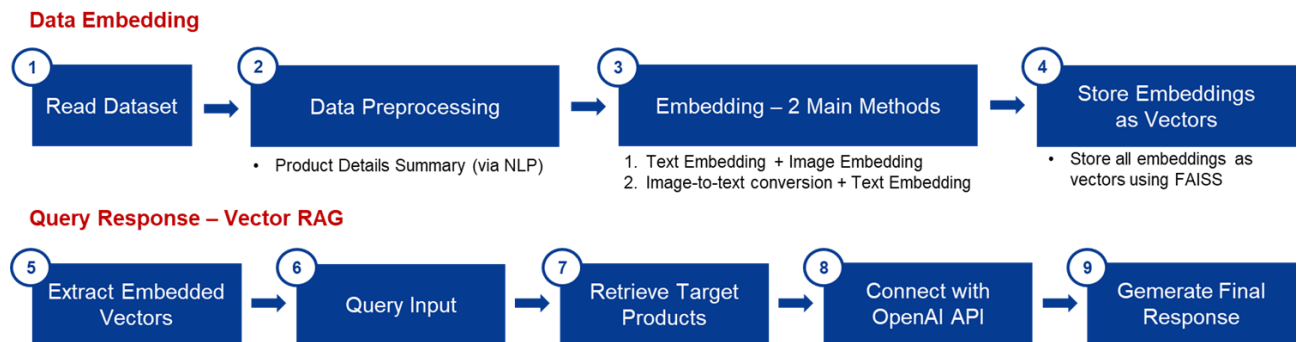 Data Embedding
1
Read Dataset
2
Data Preprocessing
• Product Details Summary (via NLP)
3
Embedding – 2 Main Methods
1. Text Embedding + Image Embedding
2. Image-to-text conversion + Text Embedding
4
Store Embeddings
as Vectors
• Store all embeddings as
vectors using FAISS
Query Response – Vector RAG
5
Extract Embedded
Vectors
6
Query Input
7
Retrieve Target
Products
8
Connect with
OpenAI API
9
Gemerate Final
Response